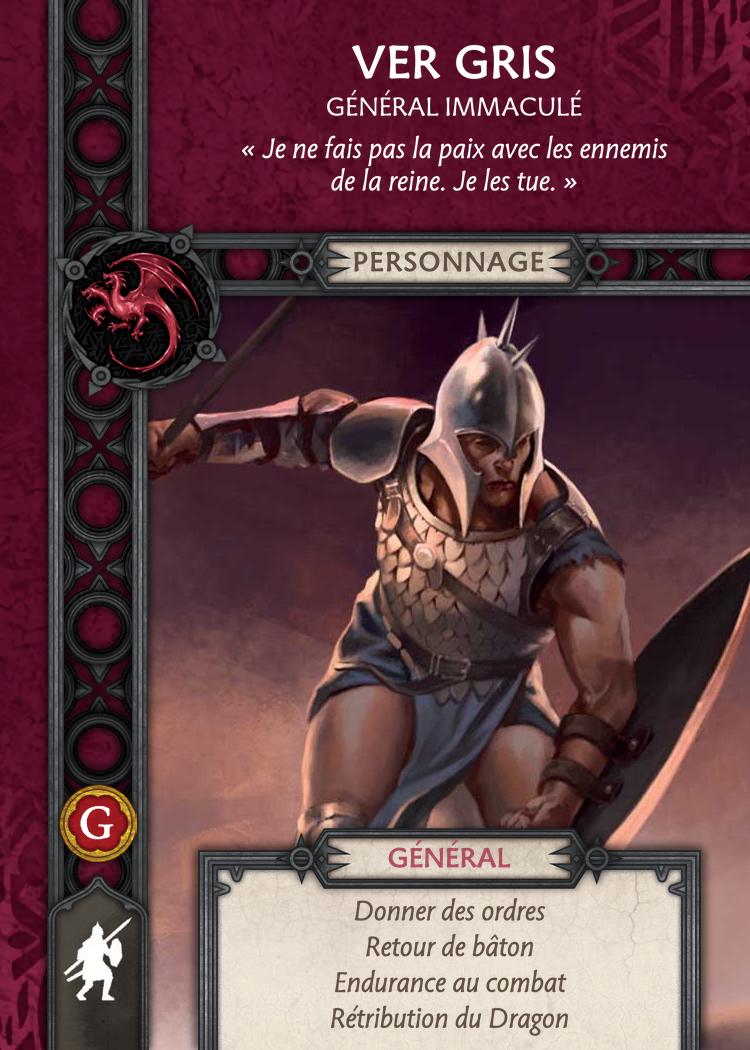 VER GRIS
GÉNÉRAL IMMACULÉ
« Je ne fais pas la paix avec les ennemis
de la reine. Je les tue. »
PERSONNAGE
G
GÉNÉRAL
Donner des ordres
Retour de bâton
Endurance au combat
Rétribution du Dragon